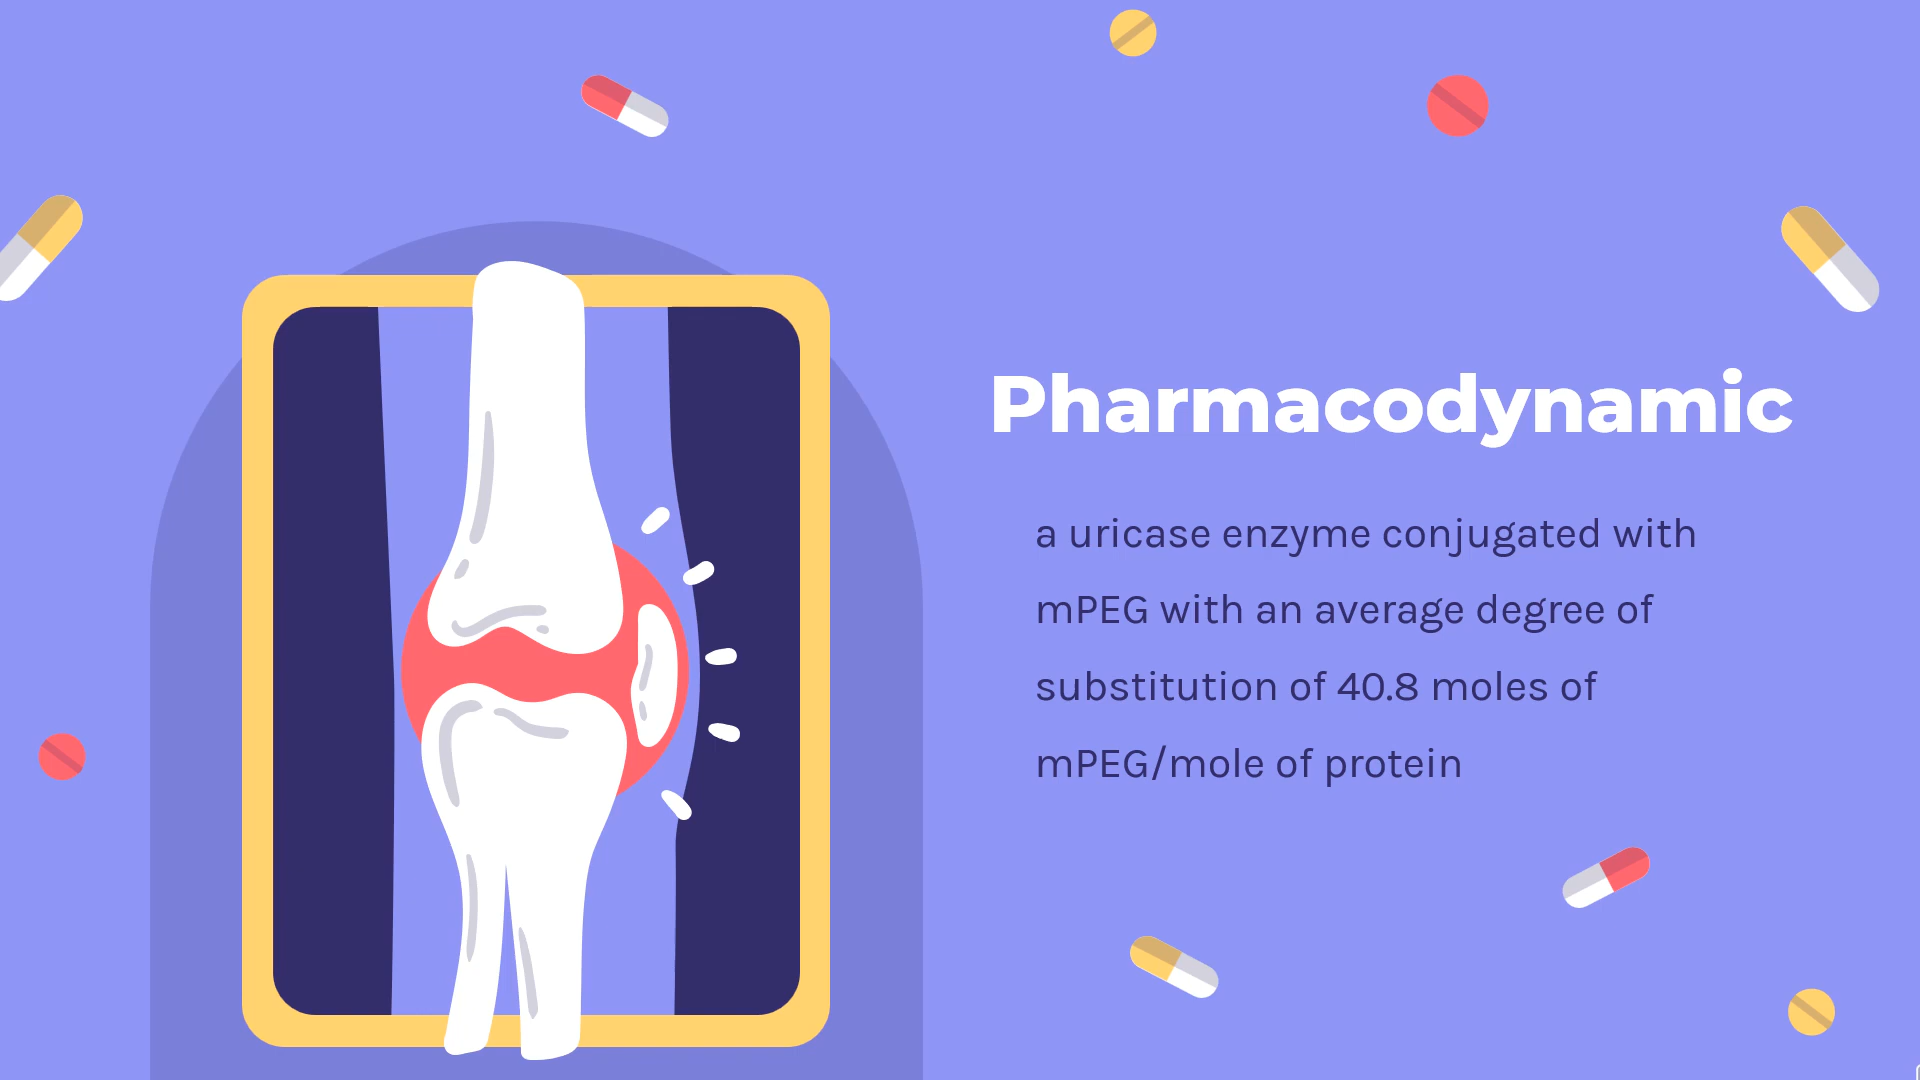 Pharmacodynamic
a uricase enzyme conjugated with
mPEG with an average degree of
substitution of 40.8 moles of
mPEG/mole of protein